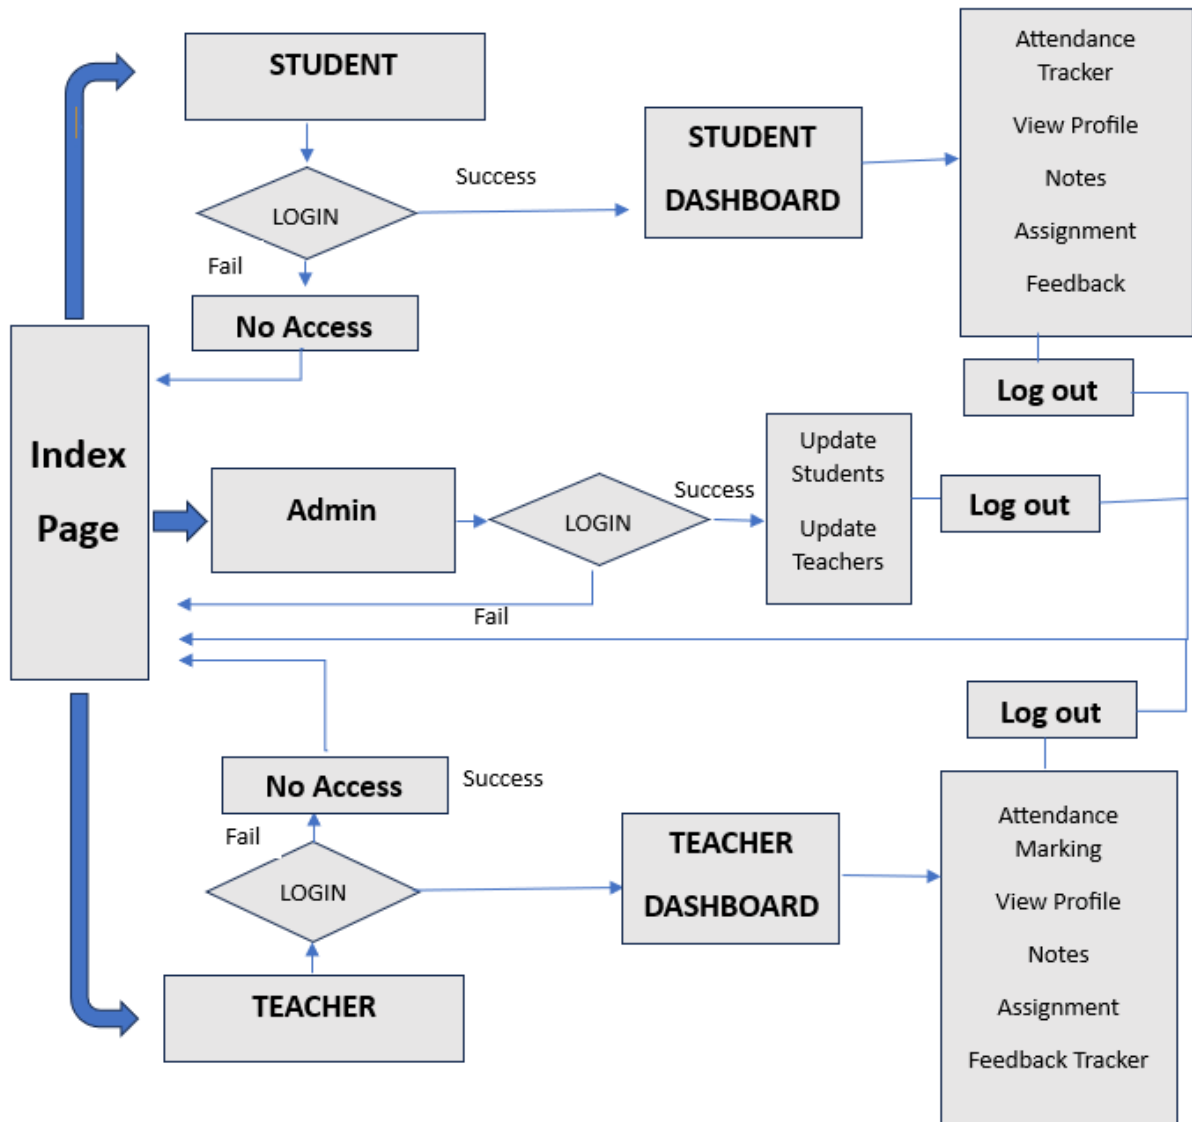 STUDENT
LOGIN
Success
Fail
No Access
STUDENT
DASHBOARD
Attendance
Tracker
View Profile
Notes
Assignment
Feedback
Log out
Index
Page
Admin
LOGIN
Success
Fail
Update
Students
Update
Teachers
Log out
No Access
Success
Fail
LOGIN
TEACHER
TEACHER
DASHBOARD
Log out
Attendance
Marking
View Profile
Notes
Assignment
Feedback Tracker